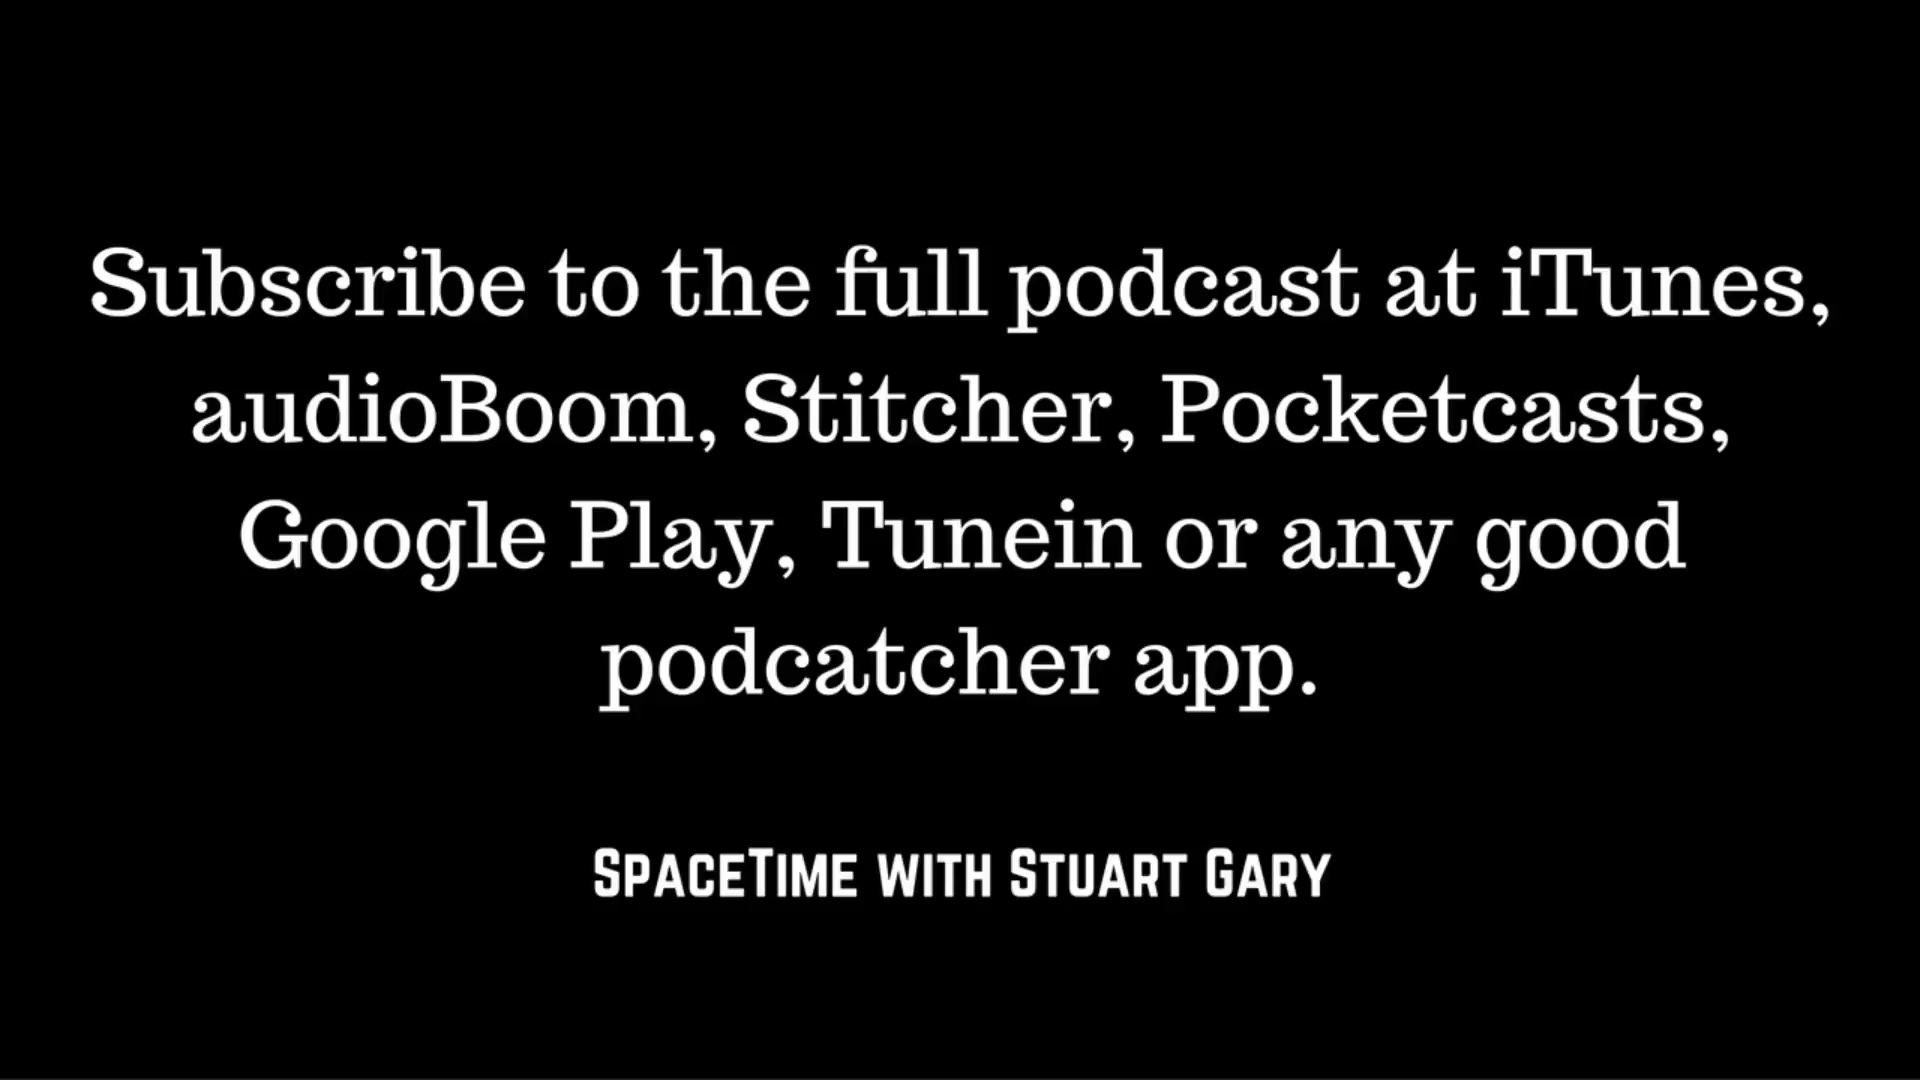 Subscribe to the full podcast at iTunes,
audioBoom, Stitcher, Pocketcasts,
Google Play, Tunein or any good
podcatcher app.
SpaceTime with Stuart Gary